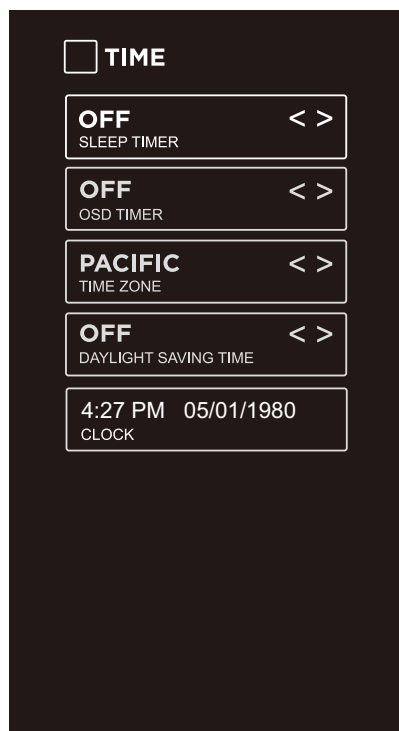 TIME
OFF < >
SLEEP TIMER
OFF < >
OSD TIMER
PACIFIC < >
TIME ZONE
OFF < >
DAYLIGHT SAVING TIME
4:27 PM 05/01/1980
CLOCK